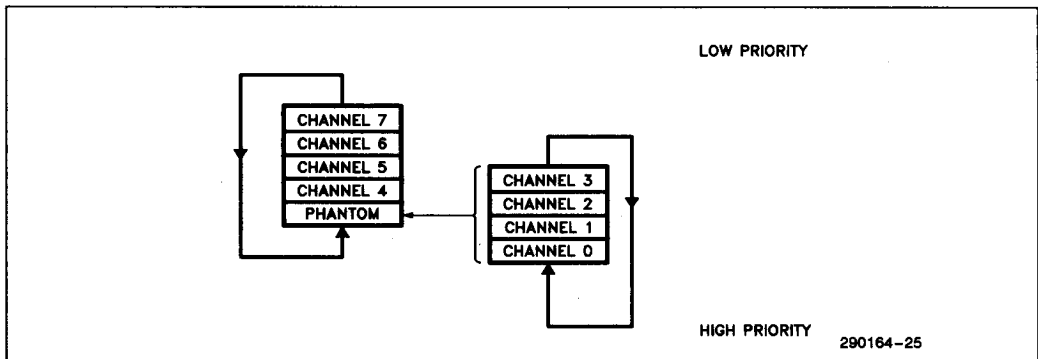 LOW PRIORITY
CHANNEL 7
CHANNEL 6
CHANNEL 5
CHANNEL 4
PHANTOM
CHANNEL 3
CHANNEL 2
CHANNEL 1
CHANNEL 0
HIGH PRIORITY
290164-25